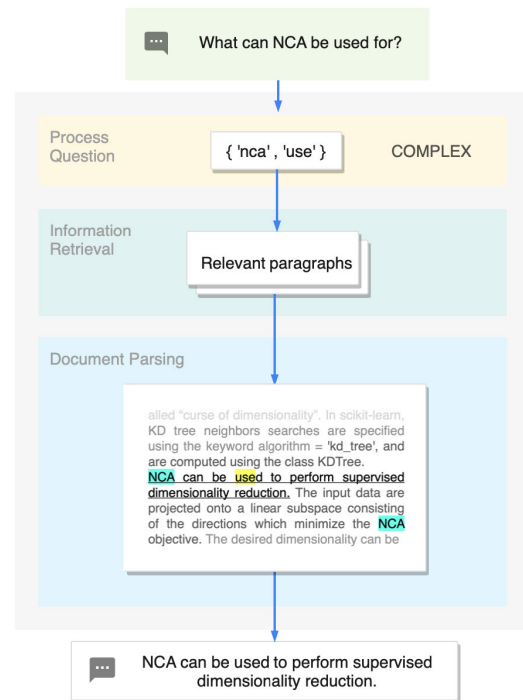 What can NCA be used for?
Process
Question
{ 'nca' , 'use' }
COMPLEX
Information
Retrieval
Relevant paragraphs
Document Parsing
alled “curse of dimensionality”. In scikit-learn,
KD tree neighbors searches are specified
using the keyword algorithm = 'kd_tree', and
are computed using the class KDTree.
NCA can be used to perform supervised
dimensionality reduction. The input data are
projected onto a linear subspace consisting
of the directions which minimize the NCA
objective. The desired dimensionality can be
NCA can be used to perform supervised
dimensionality reduction.